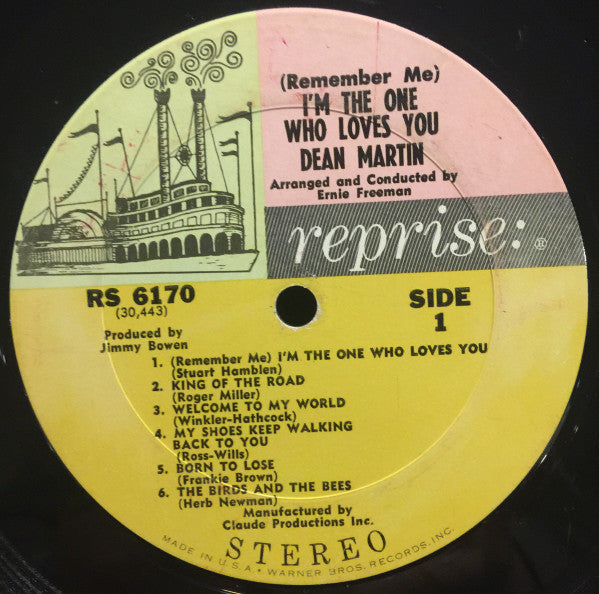 (Remember Me)
I'M THE ONE
WHO LOVES YOU
DEAN MARTIN
Arranged and Conducted by
Ernie Freeman
reprise: ®
RS 6170
(30,443)
SIDE
1
Produced by
Jimmy Bowen
1. (Remember Me) I'M THE ONE WHO LOVES YOU
(Stuart Hamblen)
2. KING OF THE ROAD
(Roger Miller)
3. WELCOME TO MY WORLD
(Winkler-Hathcock)
4. MY SHOES KEEP WALKING
BACK TO YOU
(Ross-Wills)
5. BORN TO LOSE
(Frankie Brown)
6. THE BIRDS AND THE BEES
(Herb Newman)
Manufactured by
Claude Productions Inc.
STEREO
MADE IN U.S.A. • WARNER BROS. RECORDS, INC.